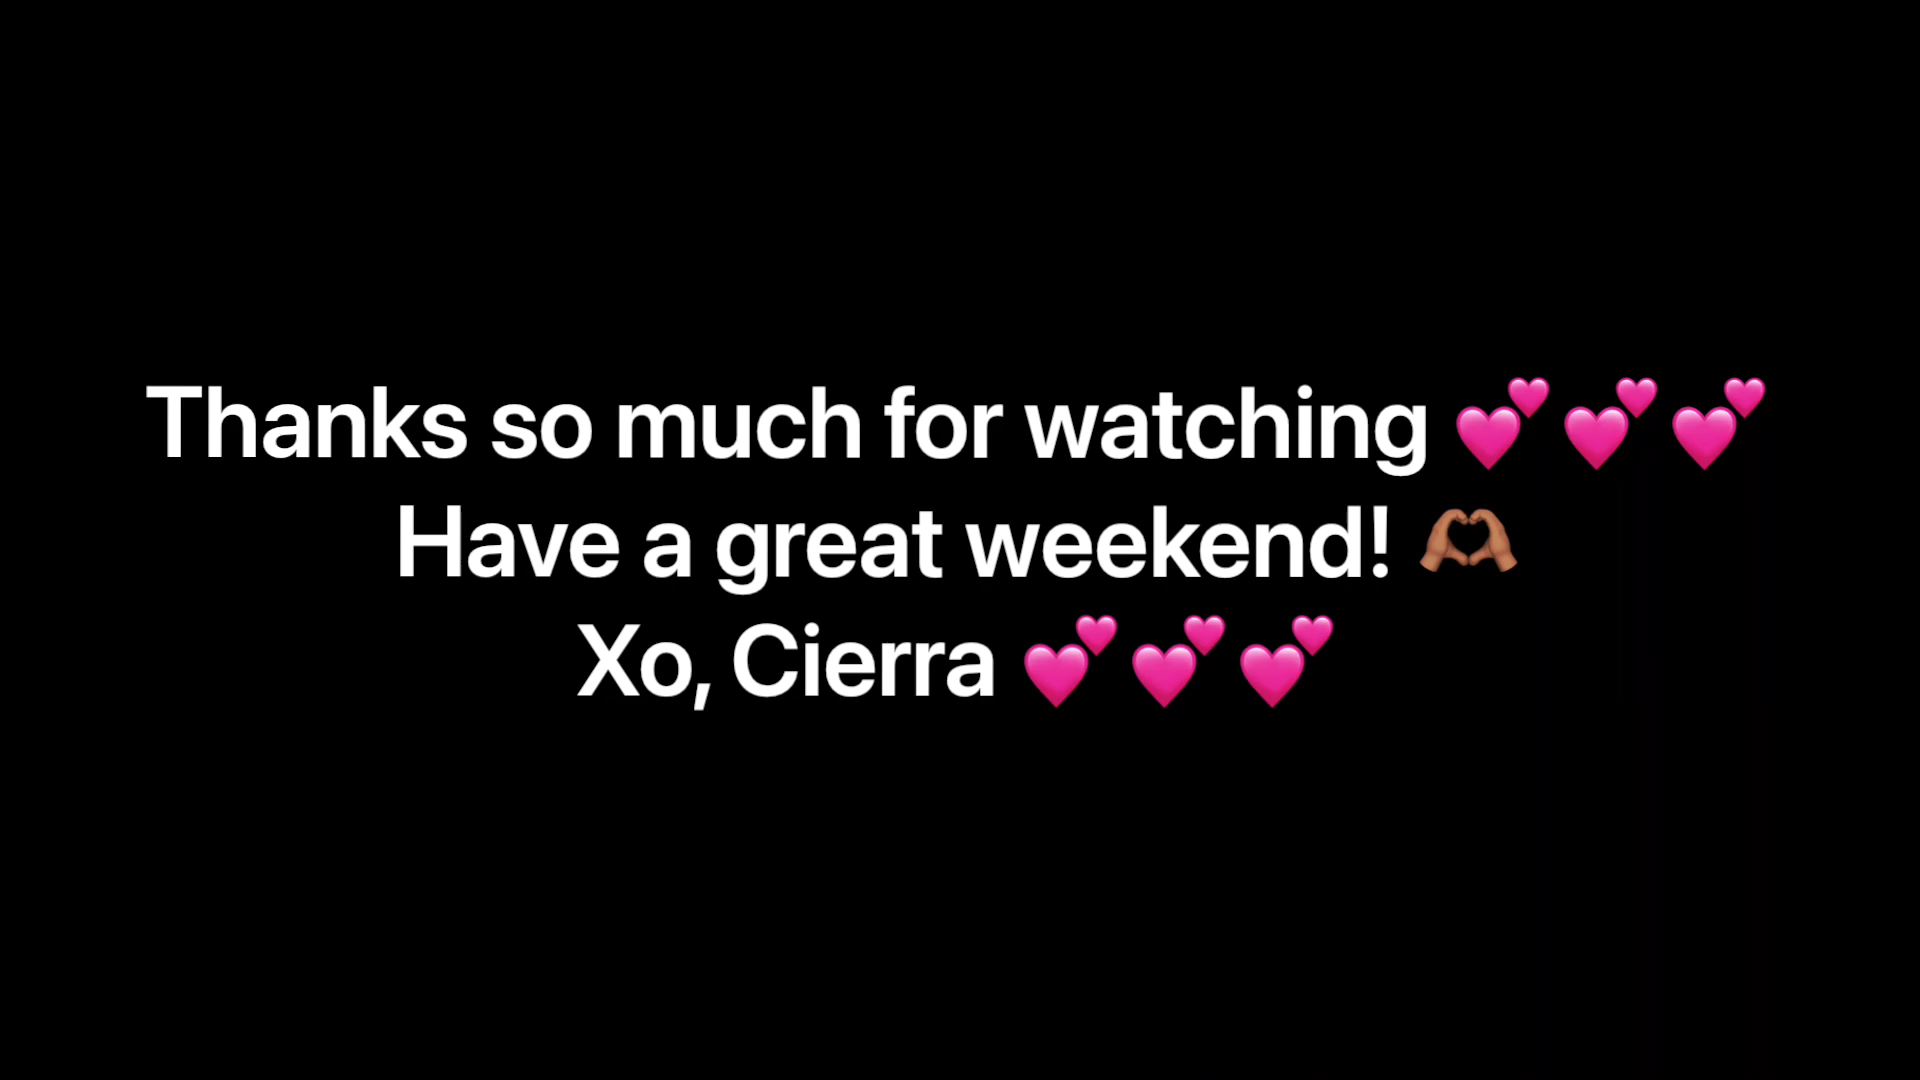 Thanks so much for watching 💕💕💕
Have a great weekend! 🫶🏾
Xo, Cierra 💕💕💕